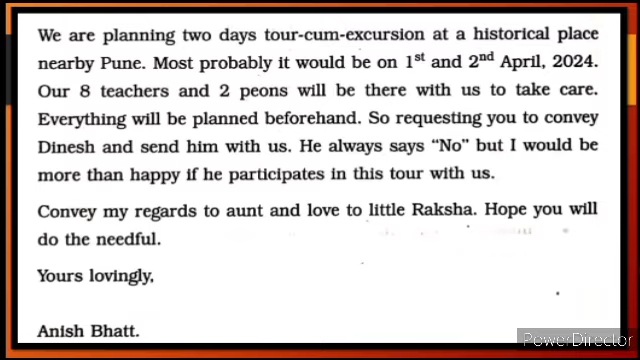 We are planning two days tour-cum-excursion at a historical place
nearby Pune. Most probably it would be on 1st and 2nd April, 2024.
Our 8 teachers and 2 peons will be there with us to take care.
Everything will be planned beforehand. So requesting you to convey
Dinesh and send him with us. He always says “No” but I would be
more than happy if he participates in this tour with us.
Convey my regards to aunt and love to little Raksha. Hope you will
do the needful.
Yours lovingly,
Anish Bhatt.
PowerDirector